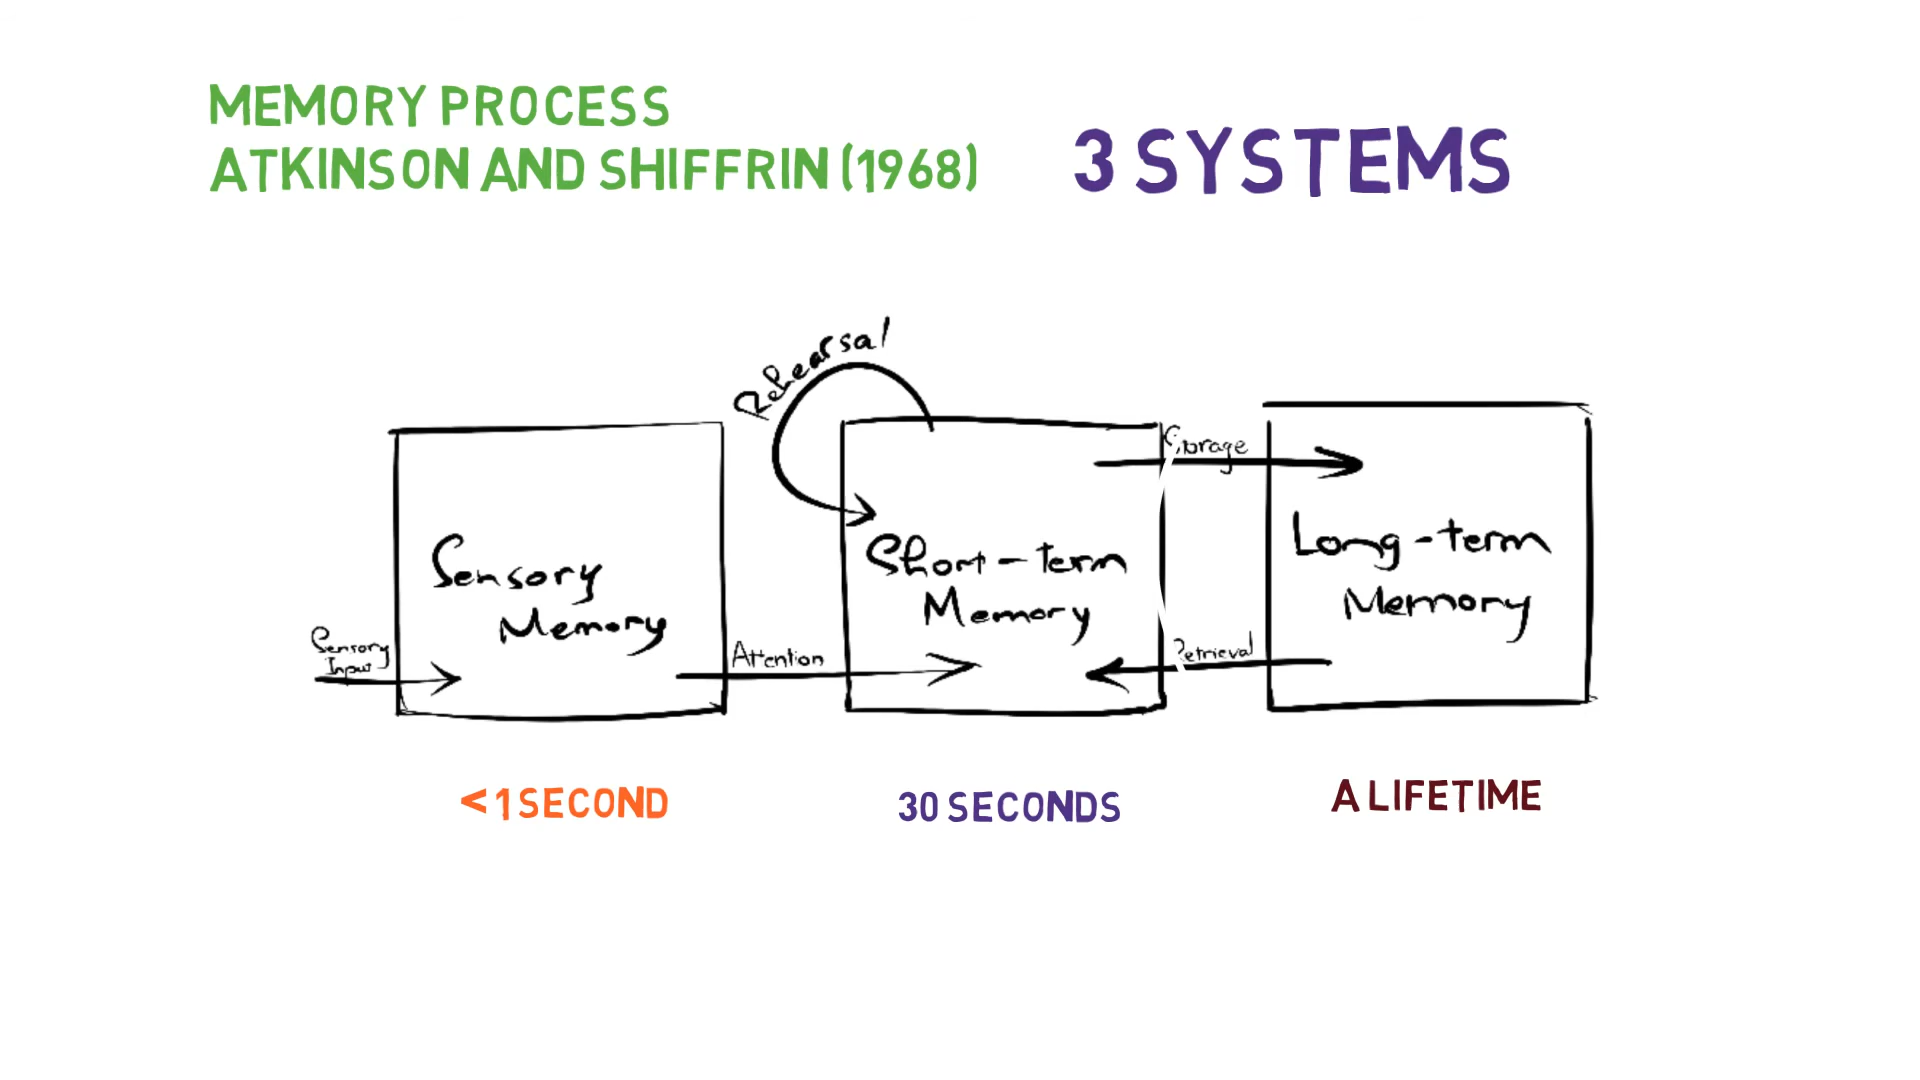 MEMORY PROCESS
ATKINSON AND SHIFFRIN (1968)
3 SYSTEMS
Rehearsal
Storage
Sensory
Memory
Short-term
Memory
Long-term
Memory
Sensory
Input
Attention
Retrieval
<1 SECOND
30 SECONDS
A LIFETIME